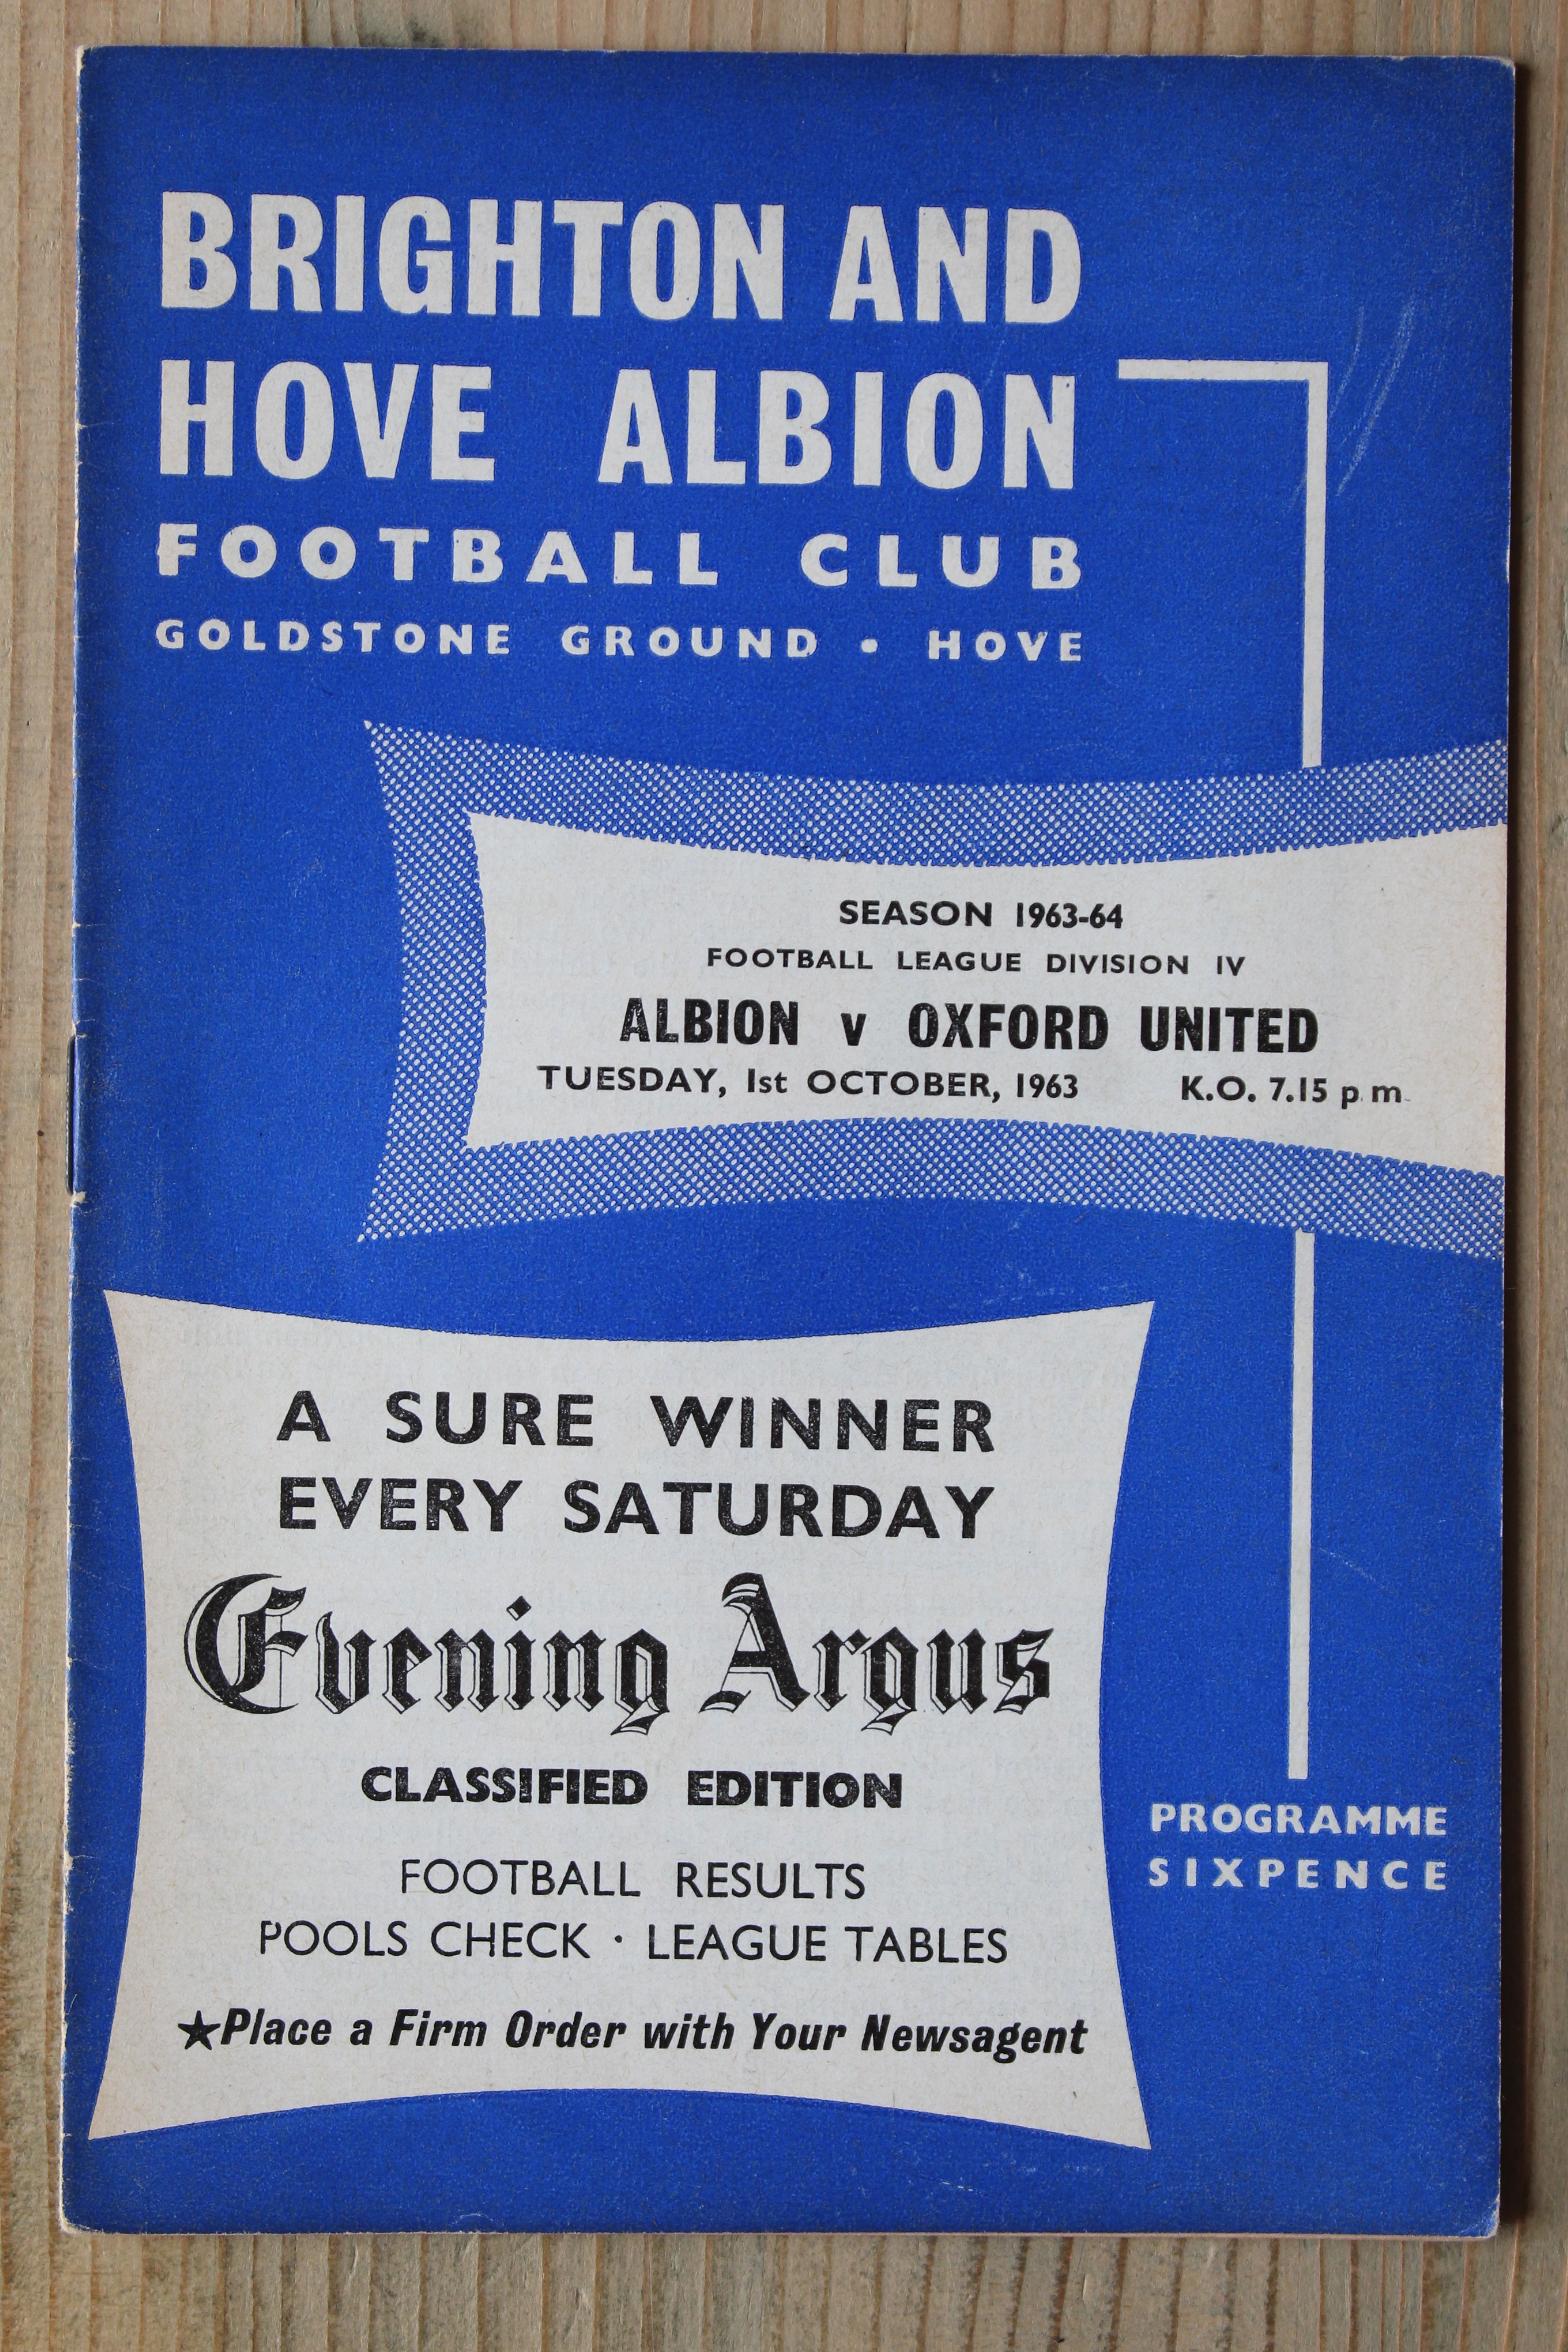 BRIGHTON AND
HOVE ALBION
FOOTBALL CLUB
GOLDSTONE GROUND • HOVE
SEASON 1963-64
FOOTBALL LEAGUE DIVISION IV
ALBION v OXFORD UNITED
TUESDAY, 1st OCTOBER, 1963 K.O. 7.15 p.m.
A SURE WINNER
EVERY SATURDAY
Evening Argus
CLASSIFIED EDITION
FOOTBALL RESULTS
POOLS CHECK · LEAGUE TABLES
★Place a Firm Order with Your Newsagent
PROGRAMME
SIXPENCE